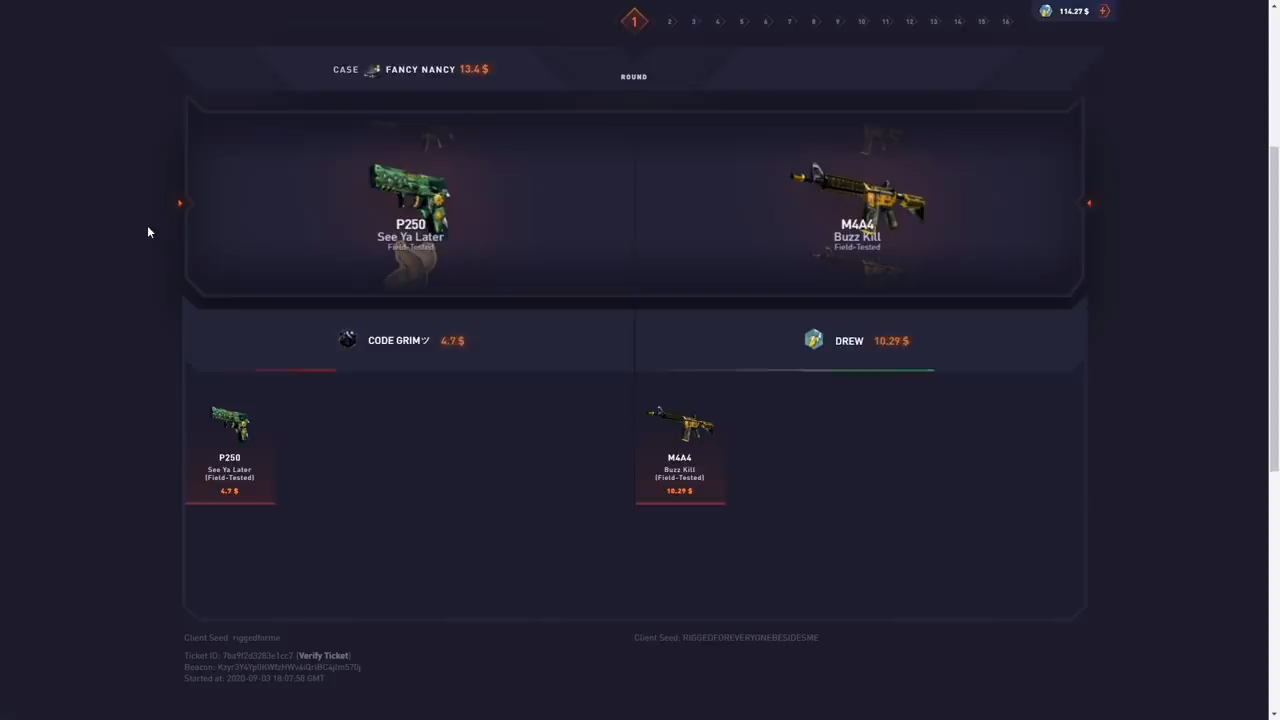 1 2 3 4 5 6 7 8 9 10 11 12 13 14 15 16
114.27 $
CASE FANCY NANCY 13.4 $
ROUND
P250
See Ya Later
Field-Tested
M4A4
Buzz Kill
Field-Tested
CODE GRIMツ 4.7 $
DREW 10.29 $
P250
See Ya Later
(Field-Tested)
4.7 $
M4A4
Buzz Kill
(Field-Tested)
10.29 $
Client Seed: riggedforme
Client Seed: RIGGEDFOREVERYONEBESIDESME
Ticket ID: 7ba9f2d3283e1cc7 (Verify Ticket)
Beacon:
Started at: 2020-09-03 18:07:58 GMT